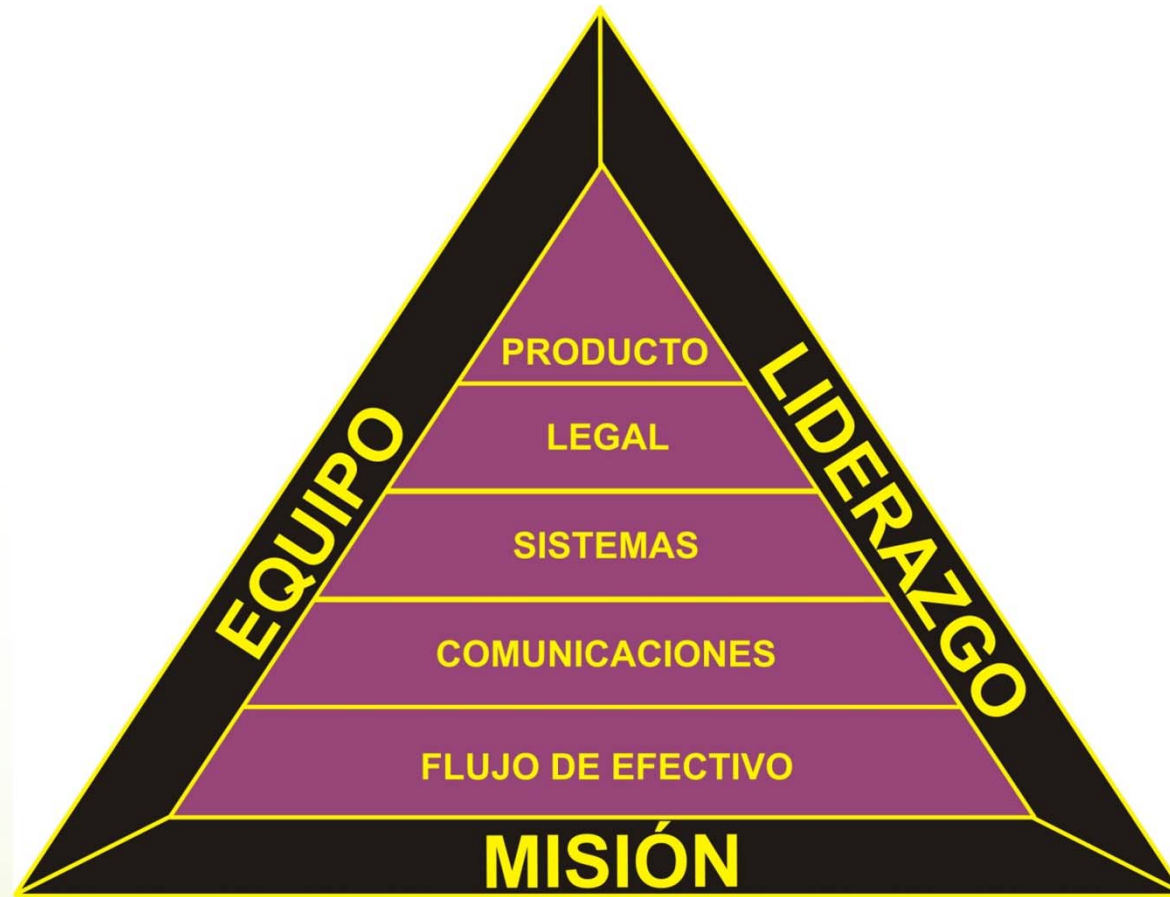 PRODUCTO
LEGAL
SISTEMAS
COMUNICACIONES
FLUJO DE EFECTIVO
EQUIPO
LIDERAZGO
MISIÓN